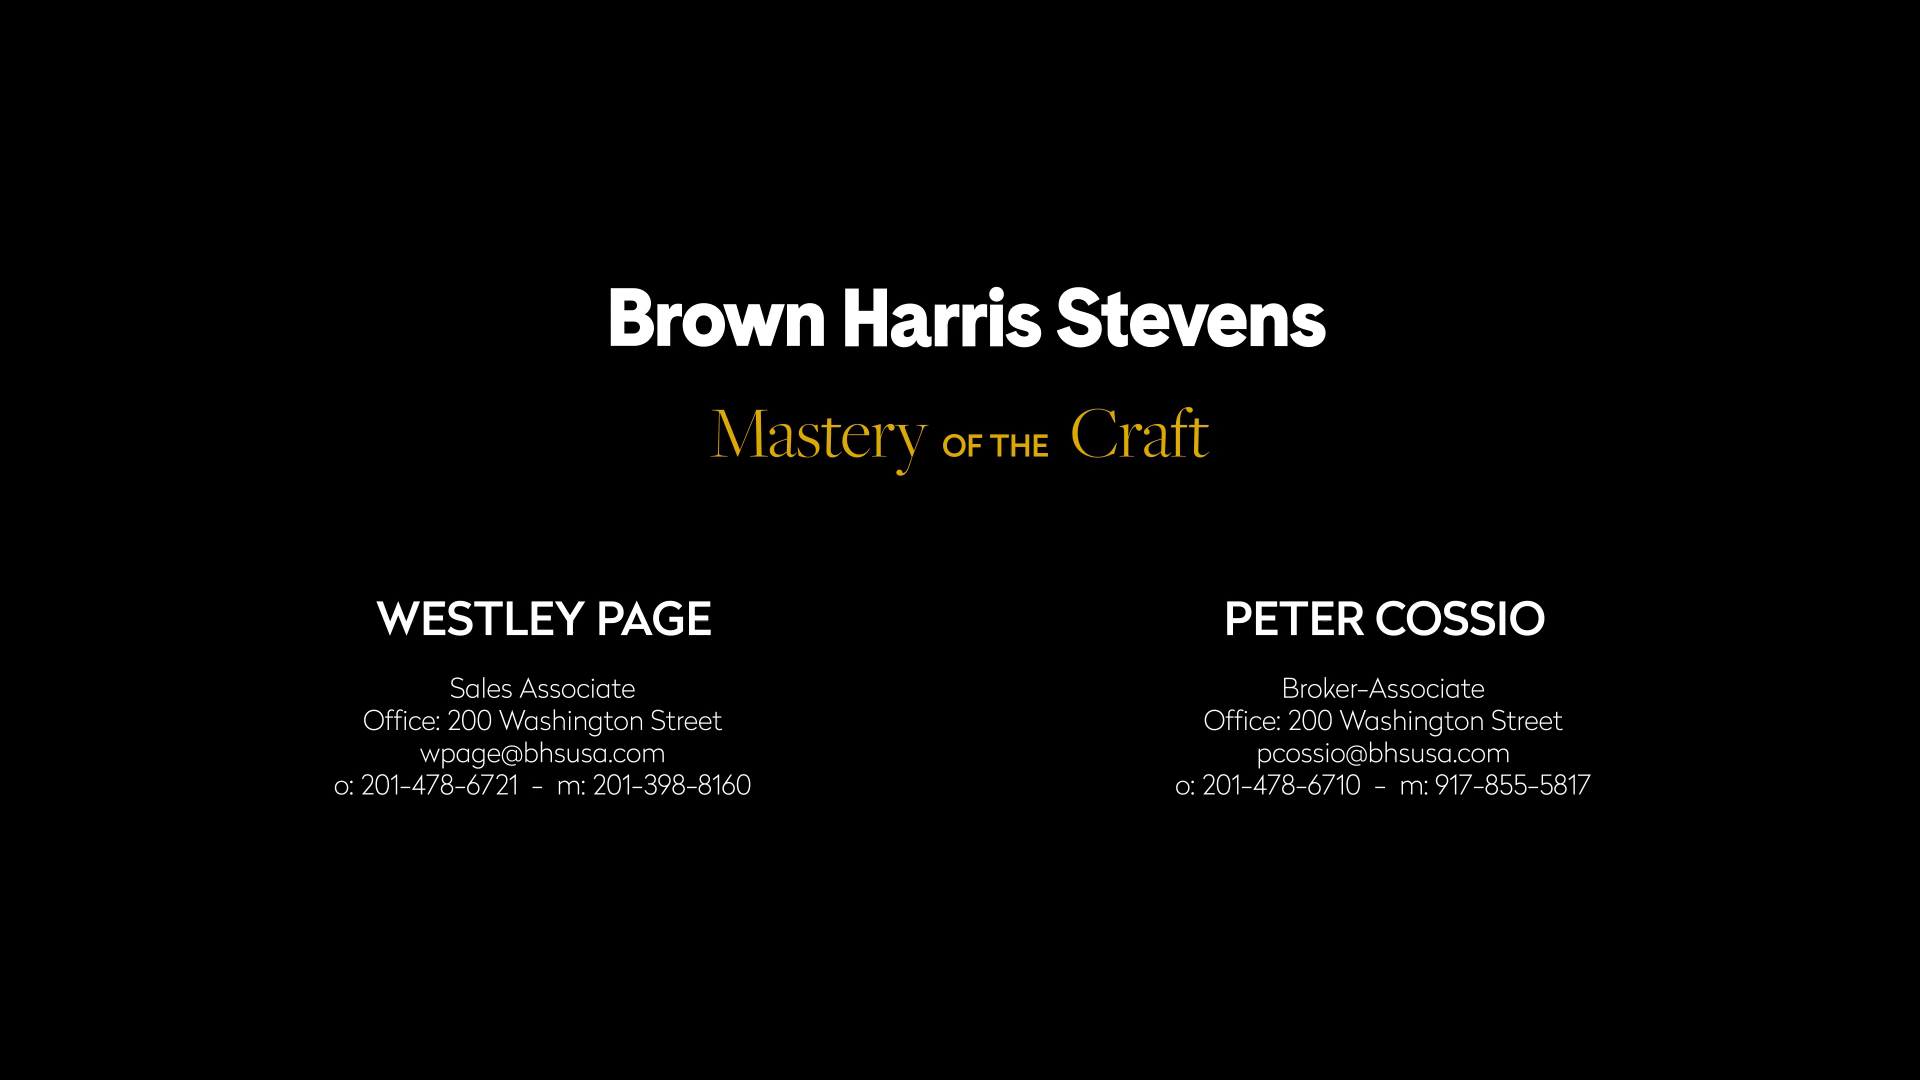 Brown Harris Stevens
Mastery OF THE Craft
WESTLEY PAGE
Sales Associate
Office: 200 Washington Street
wpage@bhsusa.com
o: 201-478-6721 - m: 201-398-8160
PETER COSSIO
Broker-Associate
Office: 200 Washington Street
pcossio@bhsusa.com
o: 201-478-6710 - m: 917-855-5817